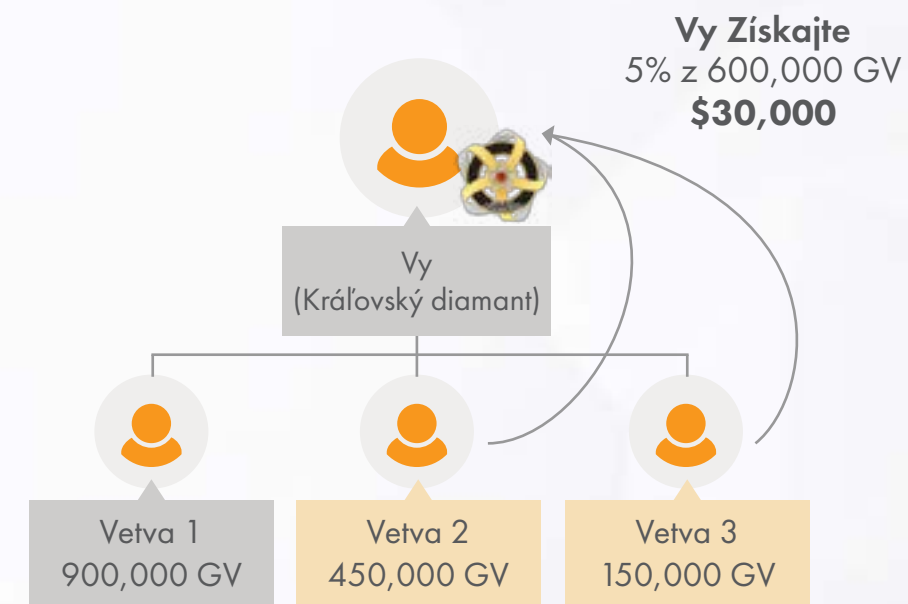 Vy Získajte
5% z 600,000 GV
$30,000
Vy
(Kráľovský diamant)
Vetva 1
900,000 GV
Vetva 2
450,000 GV
Vetva 3
150,000 GV